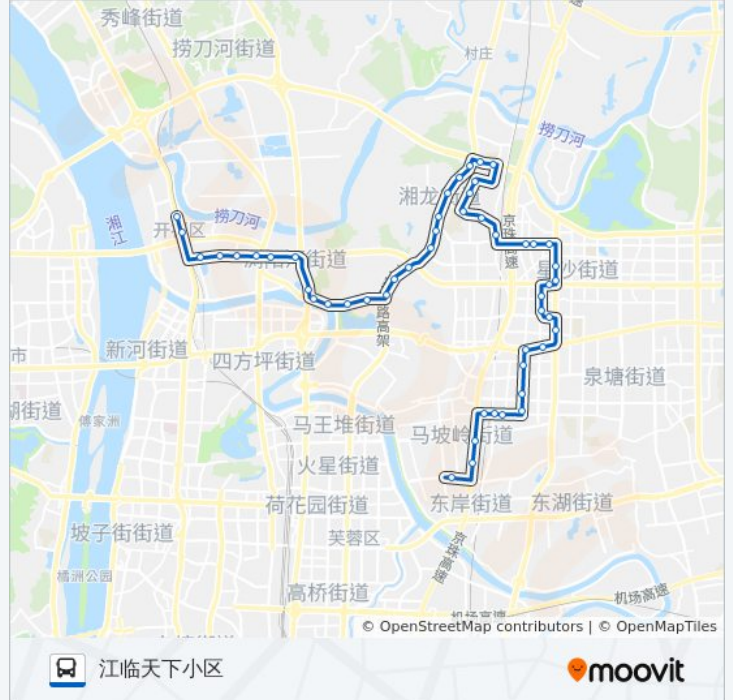 秀峰街道
捞刀河街道
村庄
捞刀河
湘龙街道
湘江
捞刀河
开福区
京珠高速
星沙街道
路高架
新河街道
四方坪街道
泉塘街道
市
湖街道
傅家洲
马王堆街道
马坡岭街道
火星街道
荷花园街道
东岸街道
东湖街道
坡子街街道
芙蓉区
京珠高速
橘洲公园
高桥街道
机场高速
© OpenStreetMap contributors | © OpenMapTiles
江临天下小区
moovit